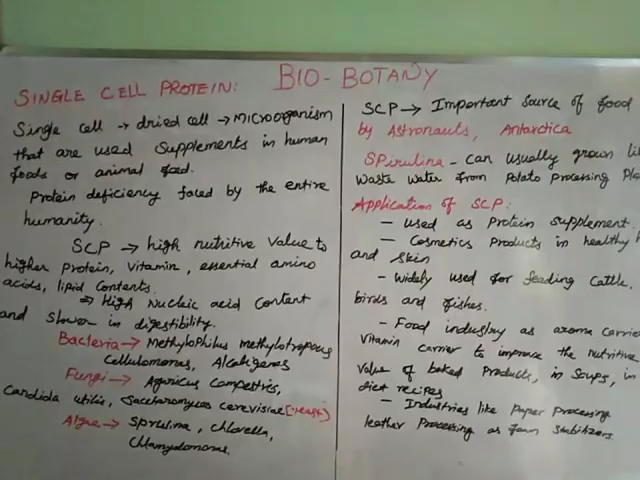 BIO-BOTANY
SINGLE CELL PROTEIN:
Single cell → dried cell → Microorganism
that are used Supplements in human
foods or animal food.
Protein deficiency faced by the entire
humanity.
SCP → high nutritive value to
higher Protein, Vitamin, essential amino
acids, lipid contents.
⇒ High Nucleic acid Content
and slower in digestibility.
Bacteria → Methylophilus methylotropous
Cellulomonas, Alcaligenes
Fungi → Agaricus Campestris,
Candida utilis, Saccharomyces cerevisiae (yeast)
Algae → Sprulina, Chlorella,
Chlamydomonas.
SCP → Important Source of food
by Astronauts, Antarctica
SPirulina - can usually grown
Waste water from Potato processing
Application of SCP:
- used as Protein supplement.
- Cosmetics Products in healthy
and Skin
- Widely used for feeding Cattle,
birds and fishes.
- Food industry as aroma
Vitamin carrier to improve the nutritive
Value of baked Products, in Soups, in
diet recipes
- Industries like Paper Processing
leather Processing as foam Stabilizers.